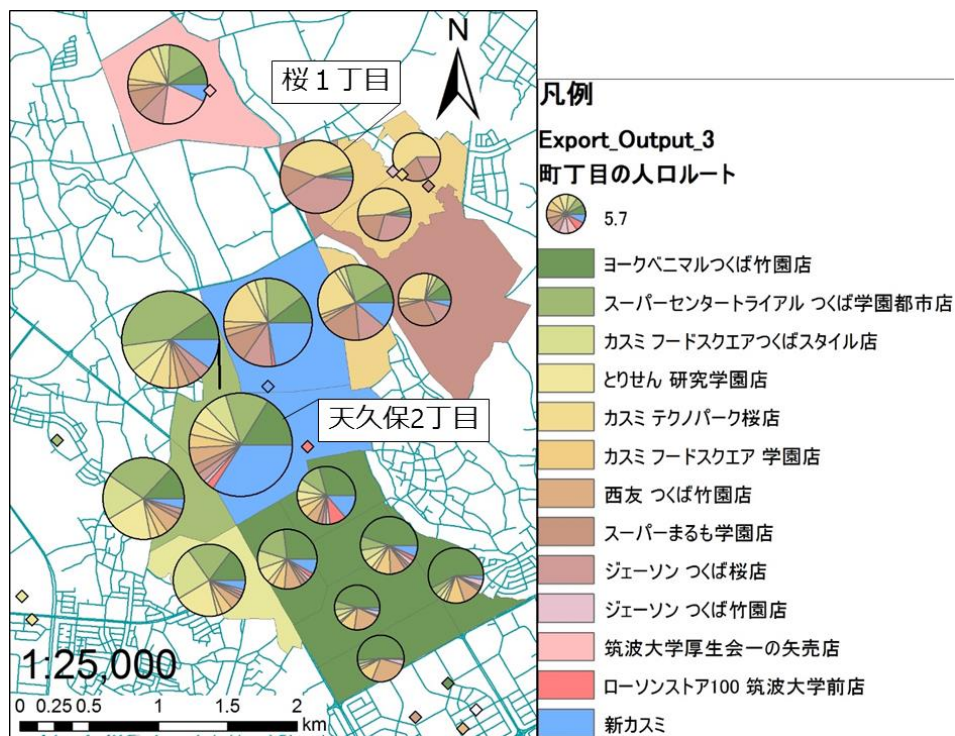 N
桜１丁目
天久保2丁目
1:25,000
0 0.25 0.5 1 1.5 2
km
凡例
Export_Output_3
町丁目の人口ルート
5.7
ヨークベニマルつくば竹園店
スーパーセンタートライアル つくば学園都市店
カスミ フードスクエアつくばスタイル店
とりせん 研究学園店
カスミ テクノパーク桜店
カスミ フードスクエア 学園店
西友 つくば竹園店
スーパーまるも学園店
ジェーソン つくば桜店
ジェーソン つくば竹園店
筑波大学厚生会一の矢売店
ローソンストア100 筑波大学前店
新カスミ